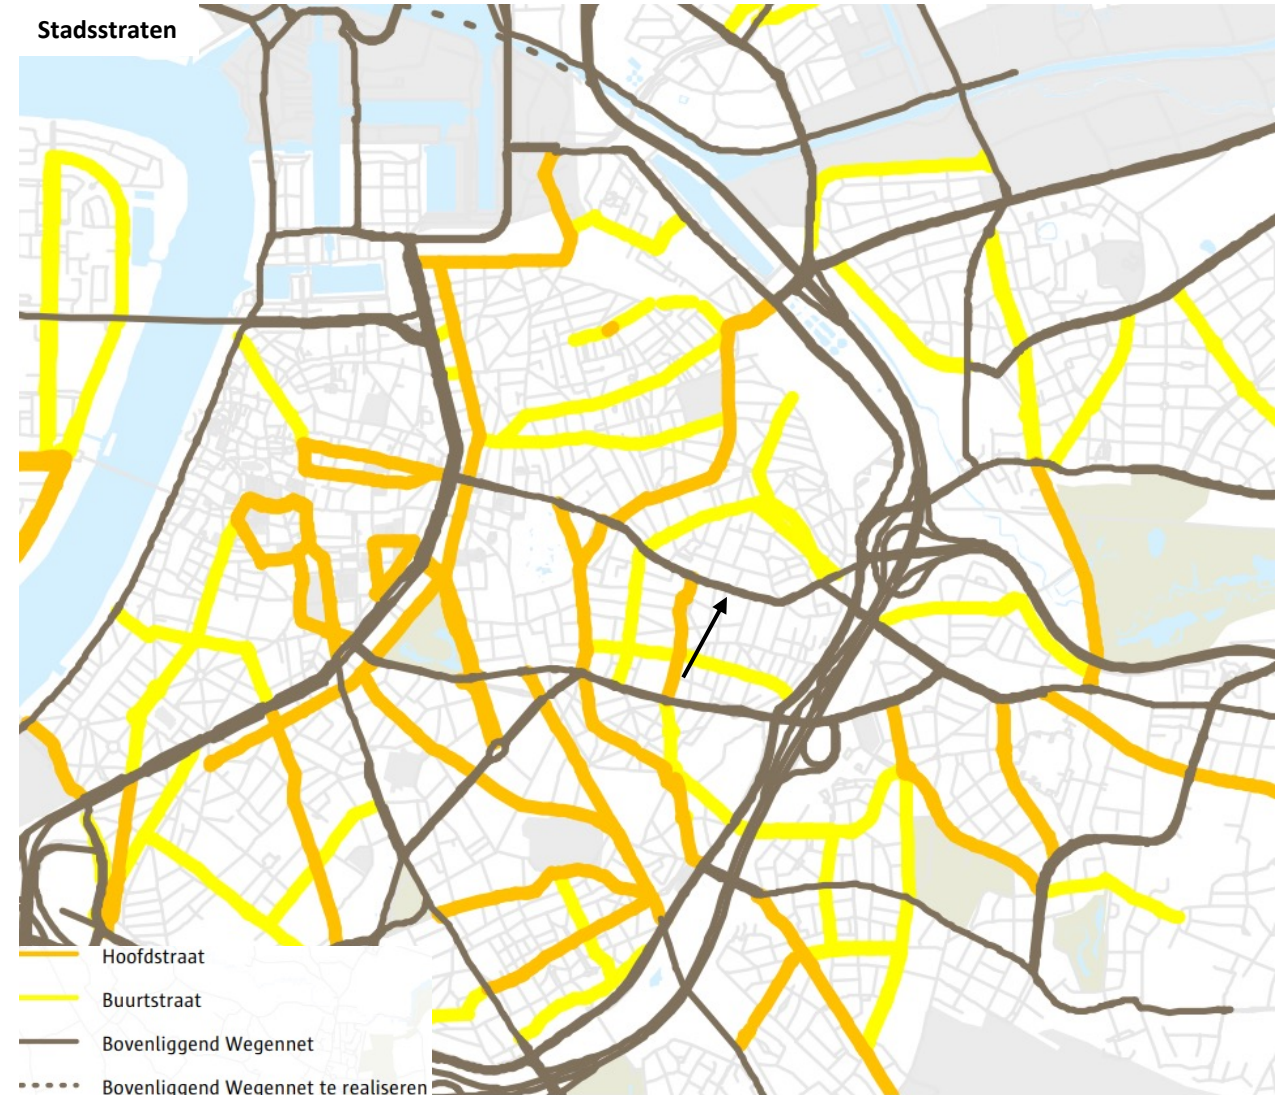 Stadsstraten
Hoofdstraat
Buurtstraat
Bovenliggend Wegennet
Bovenliggend Wegennet te realiseren